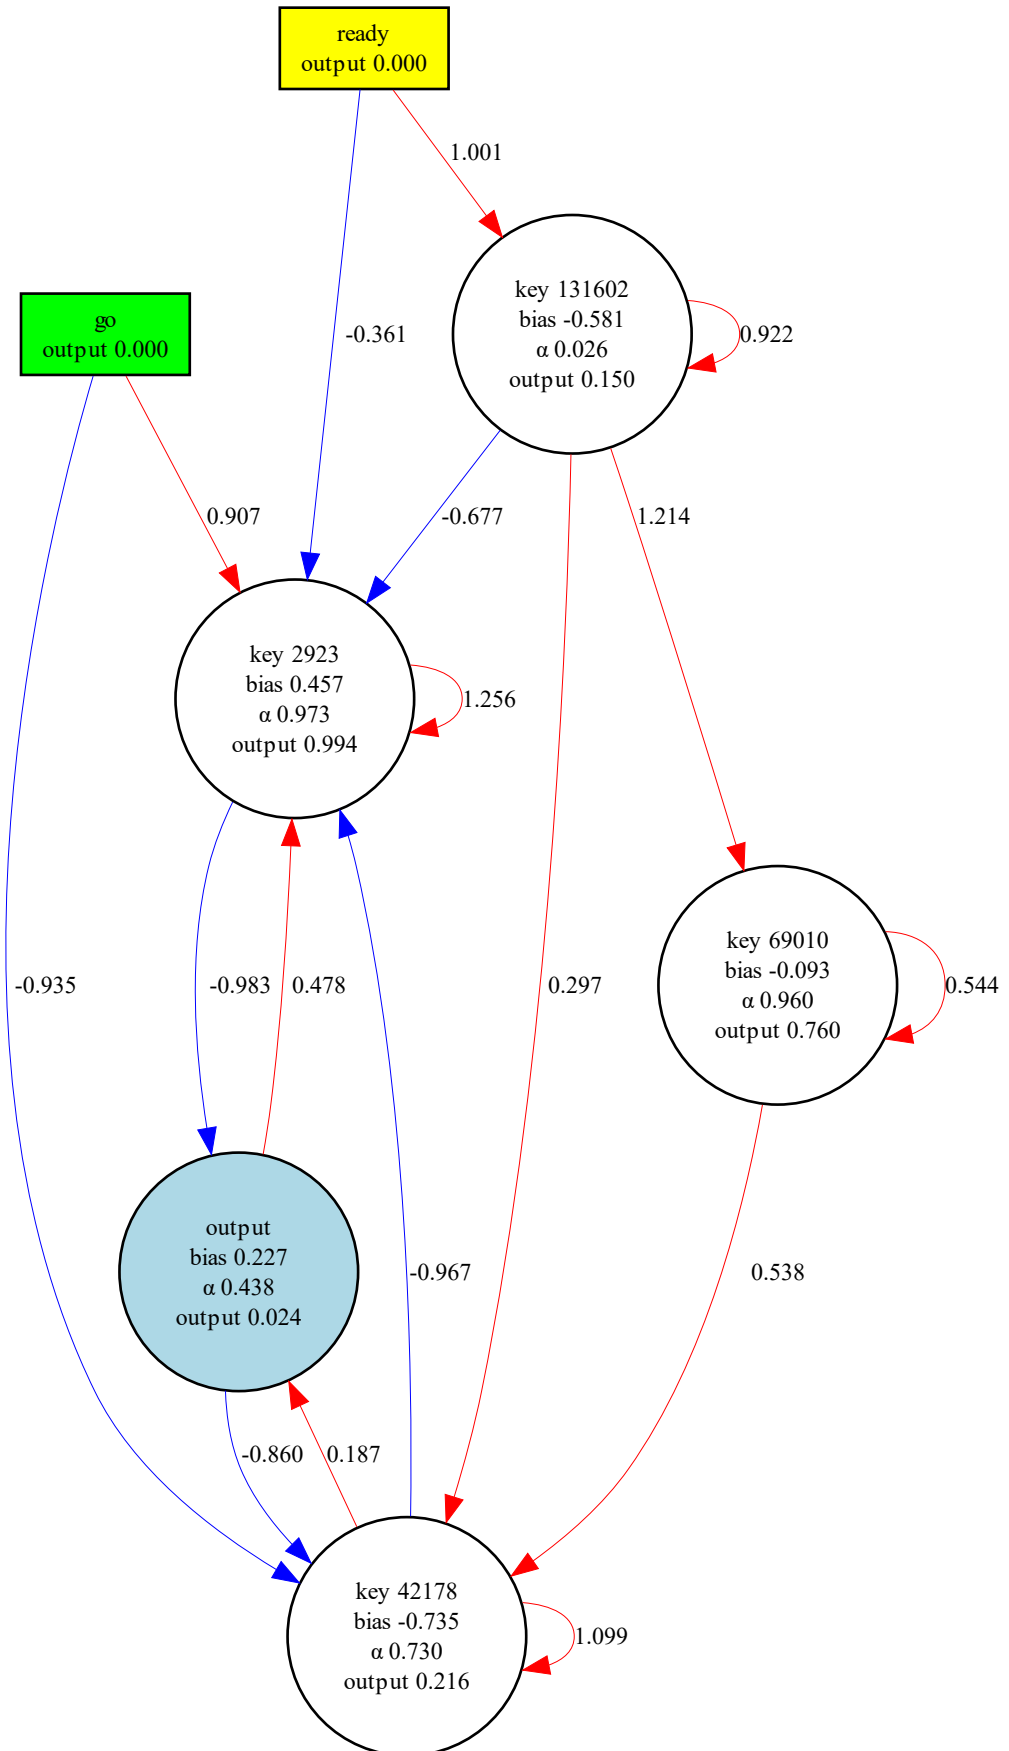 ready
output 0.000
1.001
key 131602
bias -0.581
α 0.026
output 0.150
0.922
go
output 0.000
-0.361
0.907
-0.677
1.214
key 2923
bias 0.457
α 0.973
output 0.994
1.256
key 69010
bias -0.093
α 0.960
output 0.760
0.544
-0.935
-0.983
0.478
0.297
output
bias 0.227
α 0.438
output 0.024
-0.967
0.538
-0.860
0.187
key 42178
bias -0.735
α 0.730
output 0.216
1.099